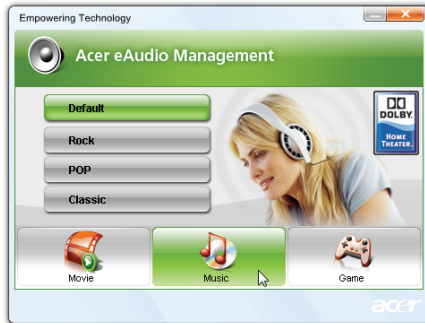 Empowering Technology
Acer eAudio Management
Default
Rock
POP
Classic
DOLBY.
HOME
THEATER.
Movie
Music
Game
acer